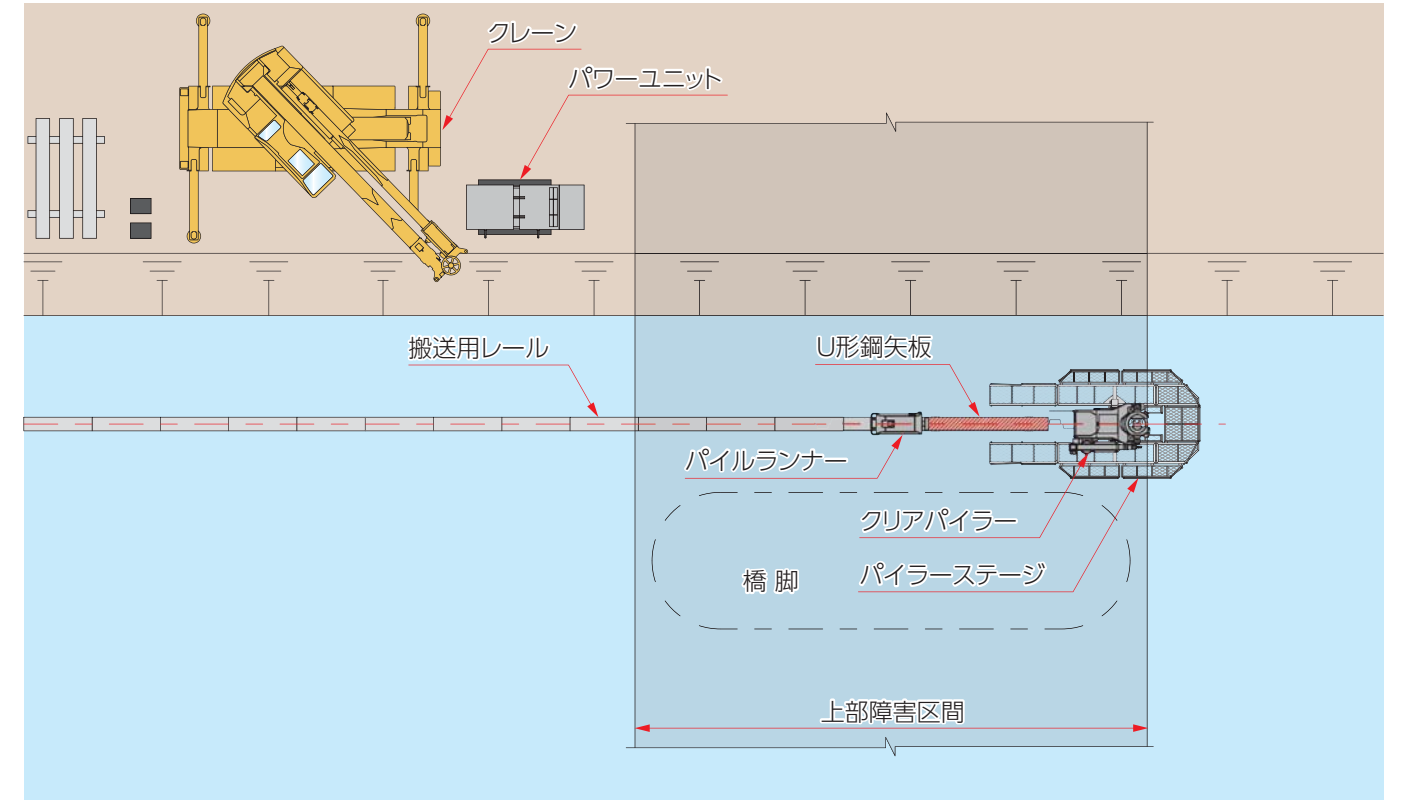 クレーン
パワーユニット
搬送用レール
U形鋼矢板
パイルランナー
クリアパイラー
橋 脚
パイラーステージ
上部障害区間